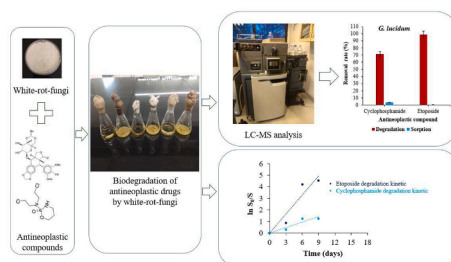 White-rot-fungi
Antineoplastic
compounds
Biodegradation of
antineoplastic drugs
by white-rot-fungi
LC-MS analysis
G. lucidum
Removal rate (%)
120
100
80
60
40
20
0
Cyclophosphamide
Etoposide
Antineoplastic compound
Degradation
Sorption
ln S₀/S
6
5
4
3
2
1
0
0
3
6
9
12
15
18
Time (days)
Etoposide degradation kinetic
Cyclophosphamide degradation kinetic